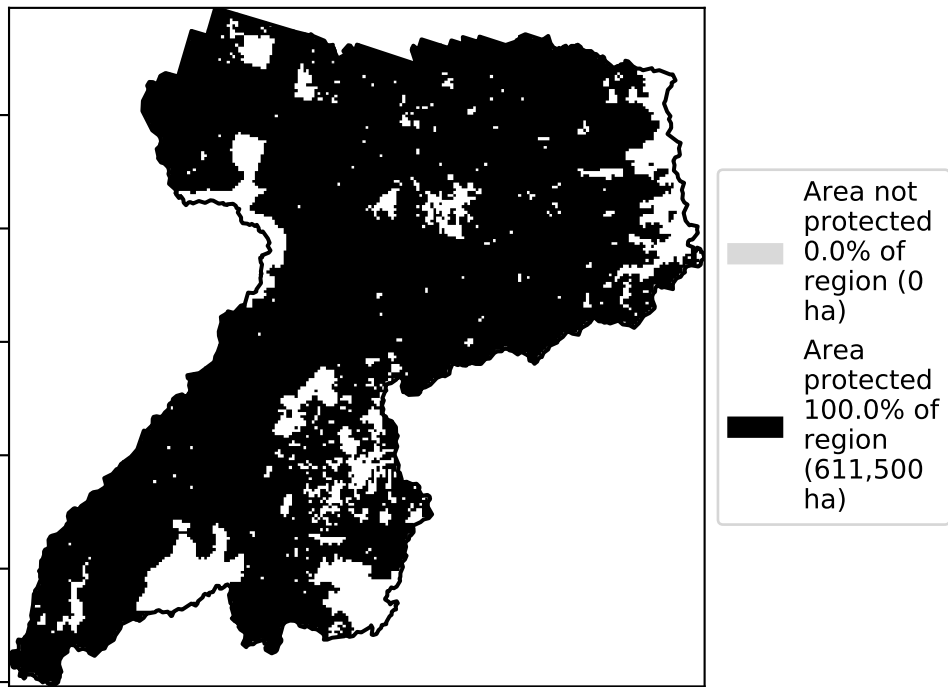 Area not
protected
0.0% of
region (0
ha)
Area
protected
100.0% of
region
(611,500
ha)